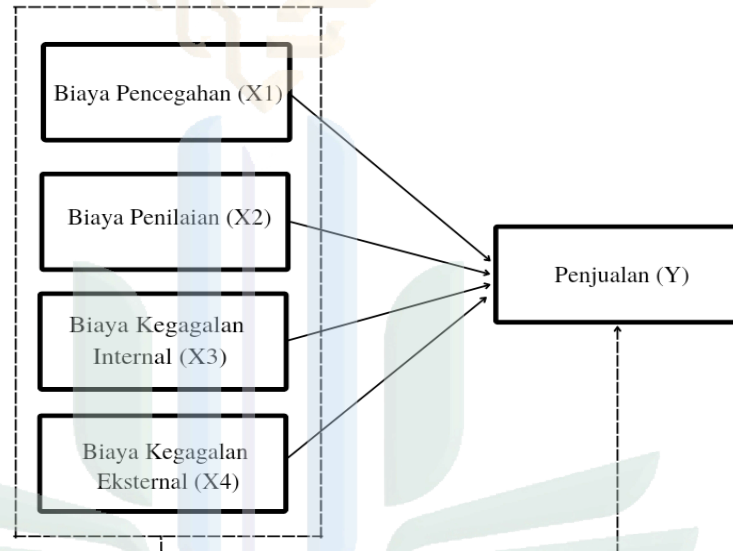 Biaya Pencegahan (X1)
Biaya Penilaian (X2)
Penjualan (Y)
Biaya Kegagalan
Internal (X3)
Biaya Kegagalan
Eksternal (X4)